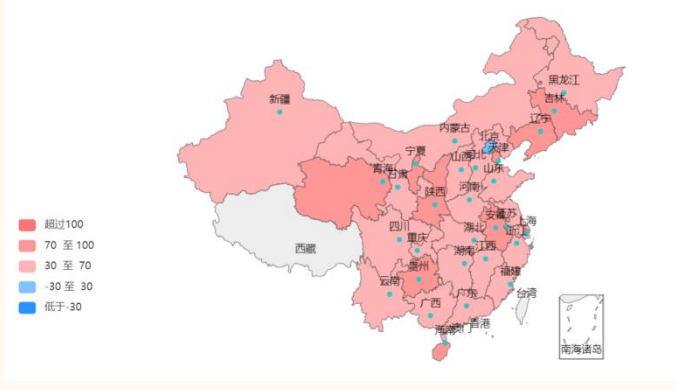 黑龙江
吉林
新疆
辽宁
内蒙古
北京
天津
宁夏
山西
河北
青海
甘肃
山东
陕西
河南
安徽
江苏
上海
四川
湖北
浙江
重庆
西藏
湖南
江西
贵州
福建
云南
台湾
广西
广东
海南
澳门
香港
南海诸岛
超过100
70 至 100
30 至 70
-30 至 30
低于-30